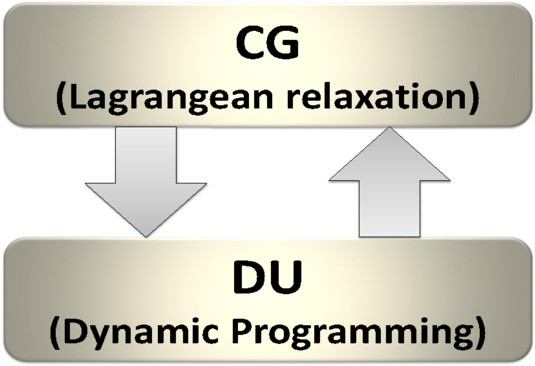 CG
(Lagrangean relaxation)
DU
(Dynamic Programming)